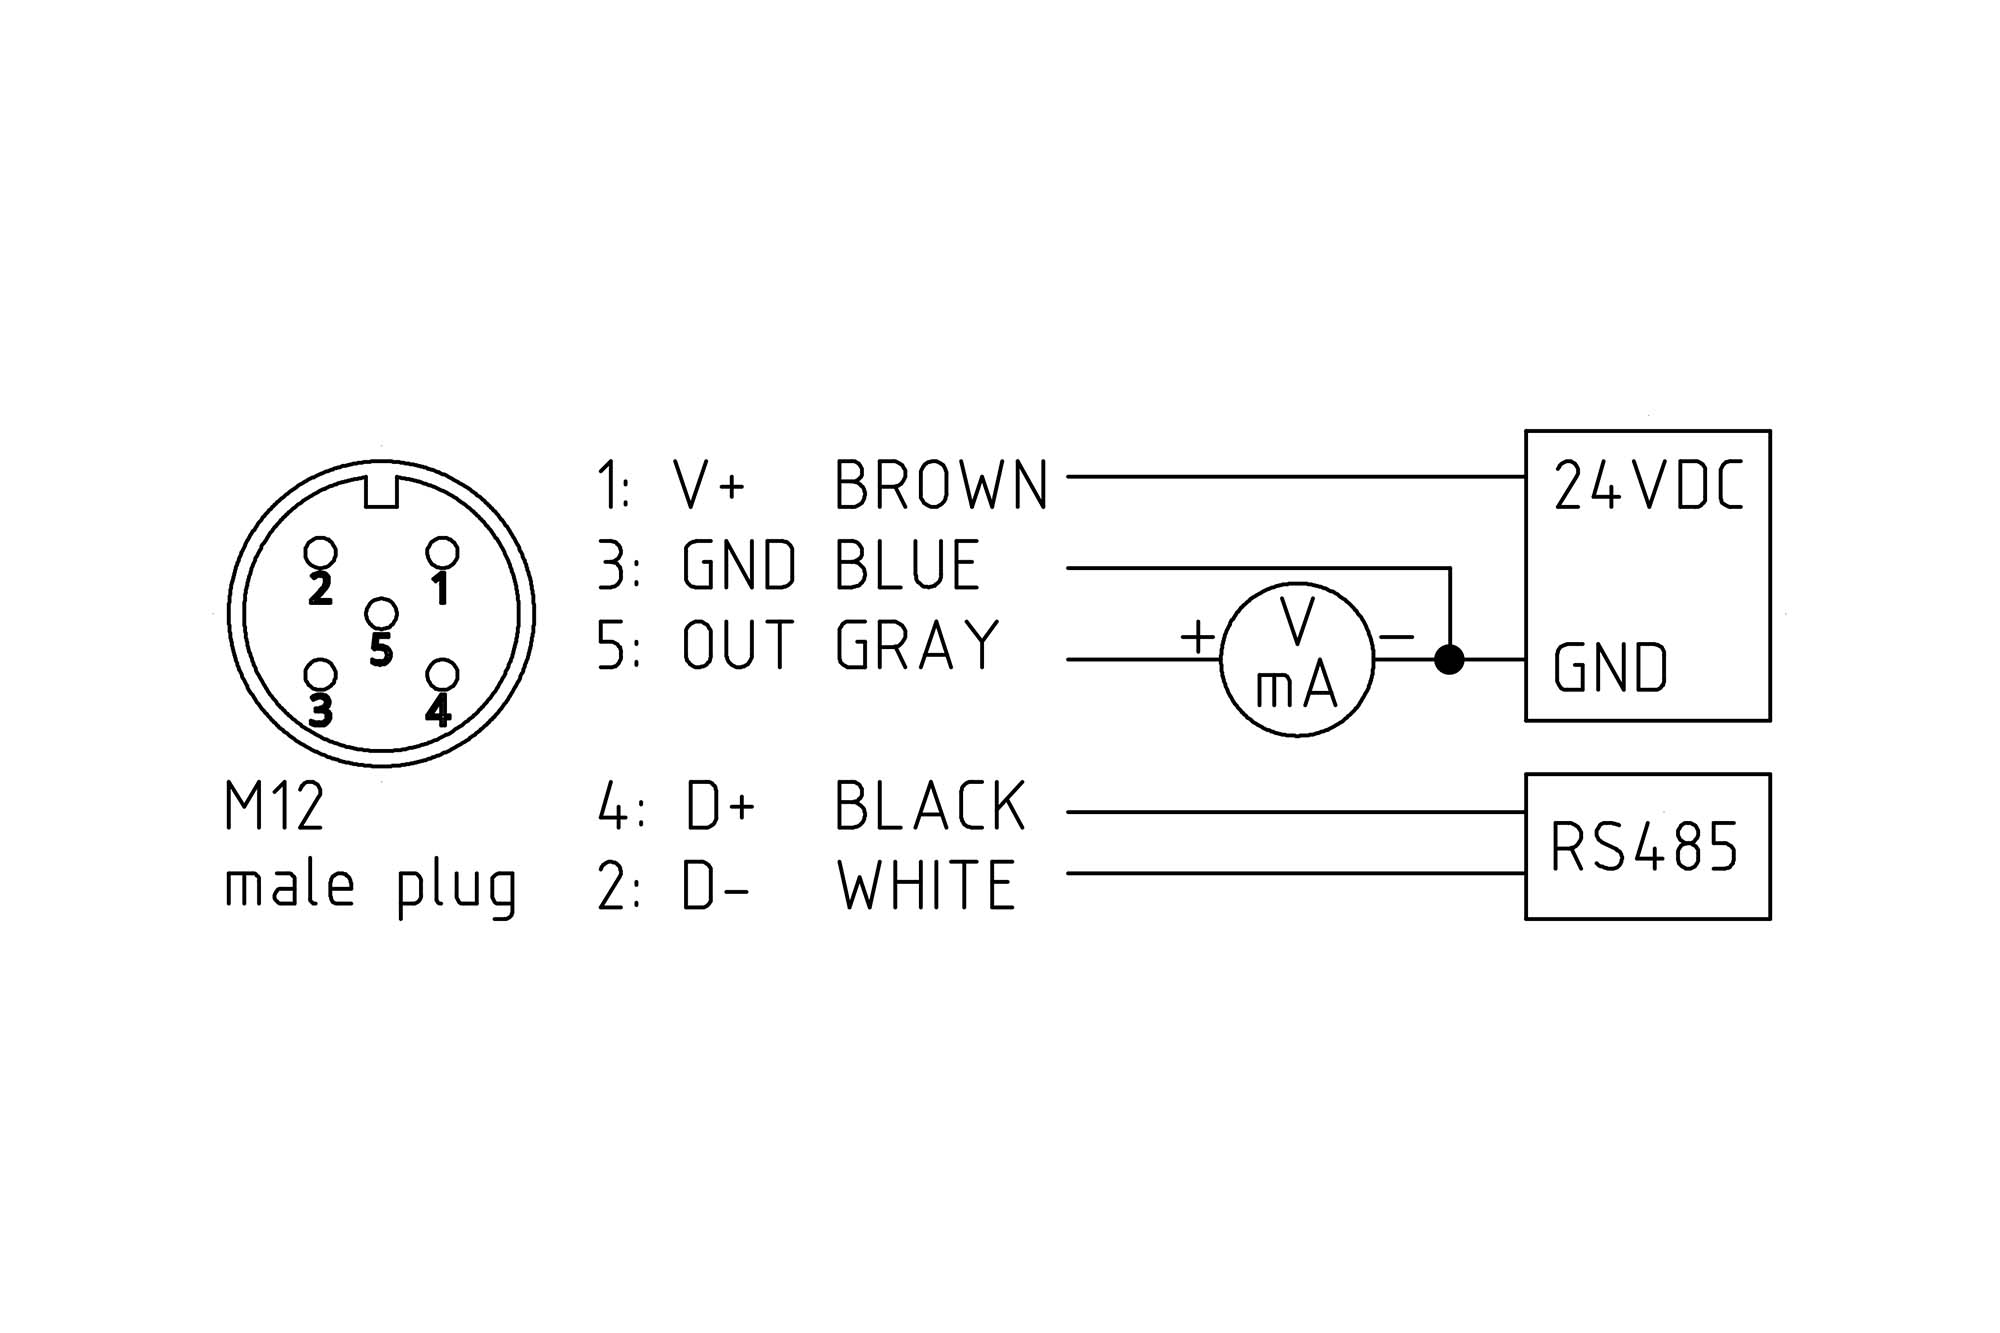 2 1
5
3 4
M12
male plug
1: V+ BROWN
3: GND BLUE
5: OUT GRAY
4: D+ BLACK
2: D- WHITE
+ V −
mA
24VDC
GND
RS485